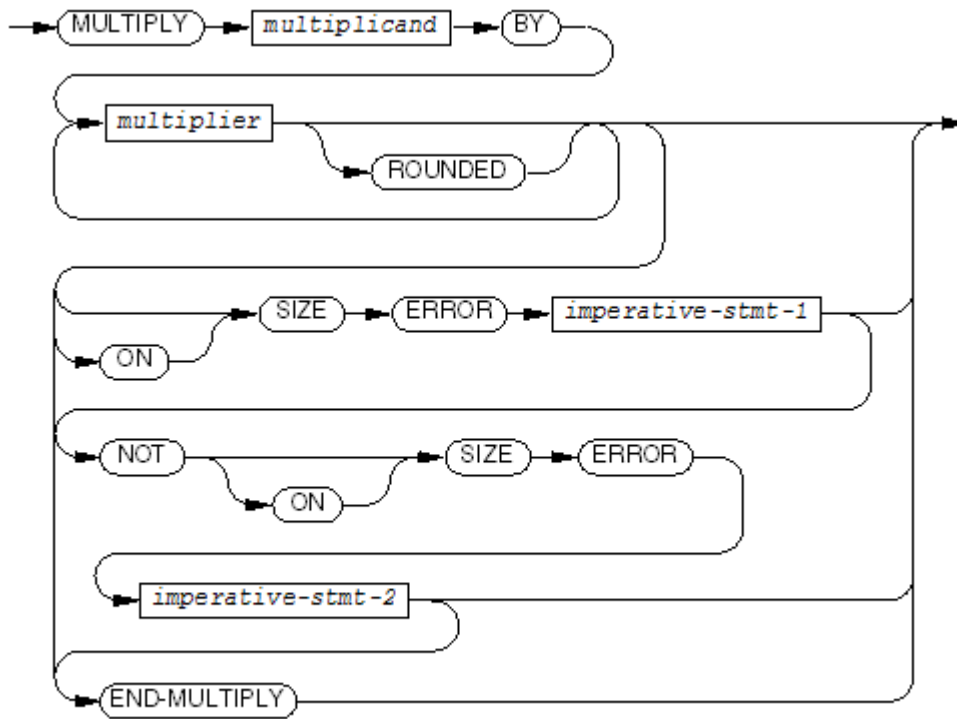 MULTIPLY multiplicand BY
multiplier
ROUNDED
SIZE ERROR imperative-stmt-1
ON
NOT SIZE ERROR
ON
imperative-stmt-2
END-MULTIPLY